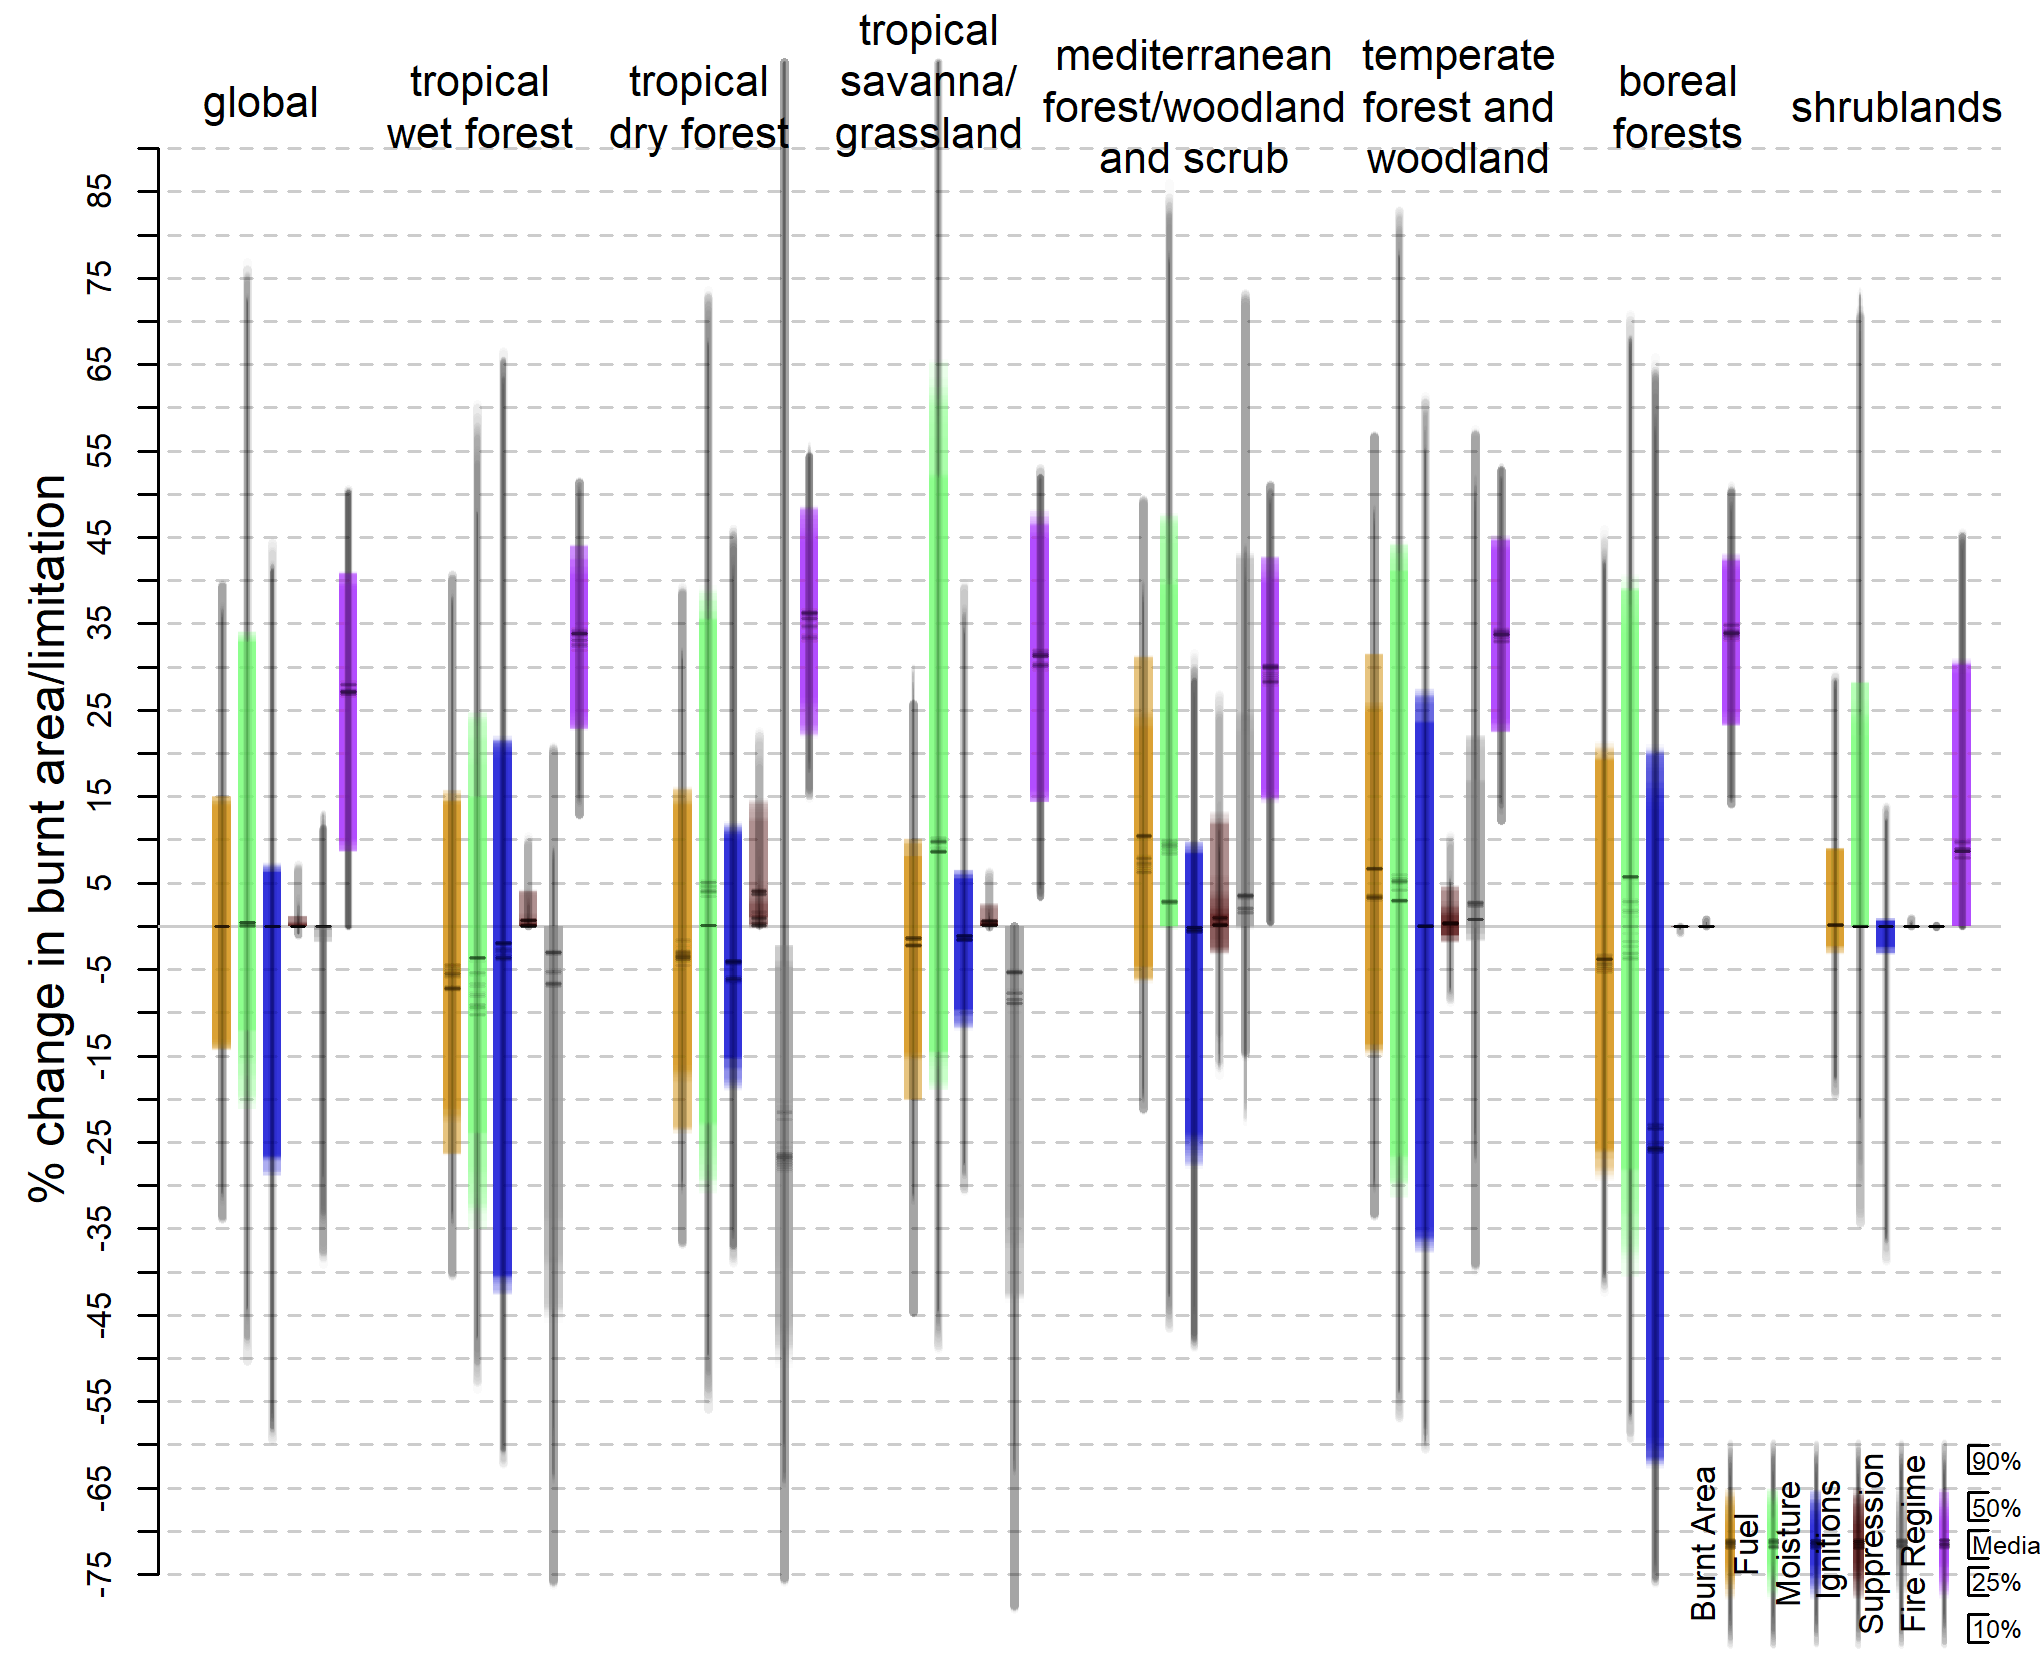 tropical
savanna/
grassland
mediterranean
forest/woodland
and scrub
temperate
forest and
woodland
global
tropical
wet forest
tropical
dry forest
boreal
forests
shrublands
% change in burnt area/limitation
85
75
65
55
45
35
25
15
5
-5
-15
-25
-35
-45
-55
-65
-75
Burnt Area
Fuel
Moisture
Ignitions
Suppression
Fire Regime
90%
50%
Media
25%
10%